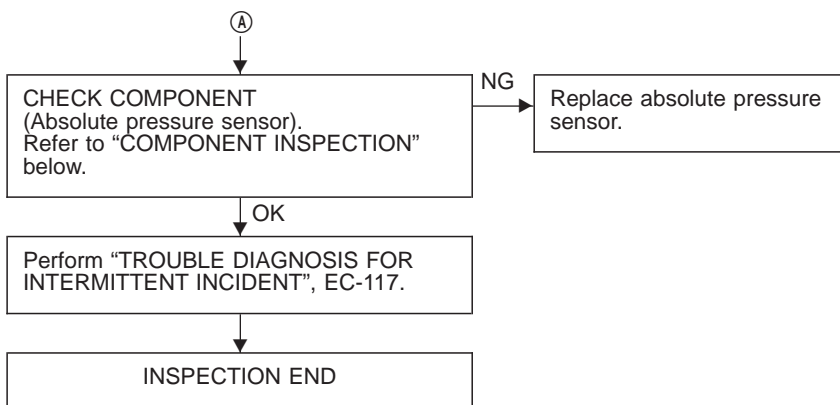 Ⓐ
CHECK COMPONENT
(Absolute pressure sensor).
Refer to “COMPONENT INSPECTION”
below.
NG
Replace absolute pressure
sensor.
OK
Perform “TROUBLE DIAGNOSIS FOR
INTERMITTENT INCIDENT”, EC-117.
INSPECTION END